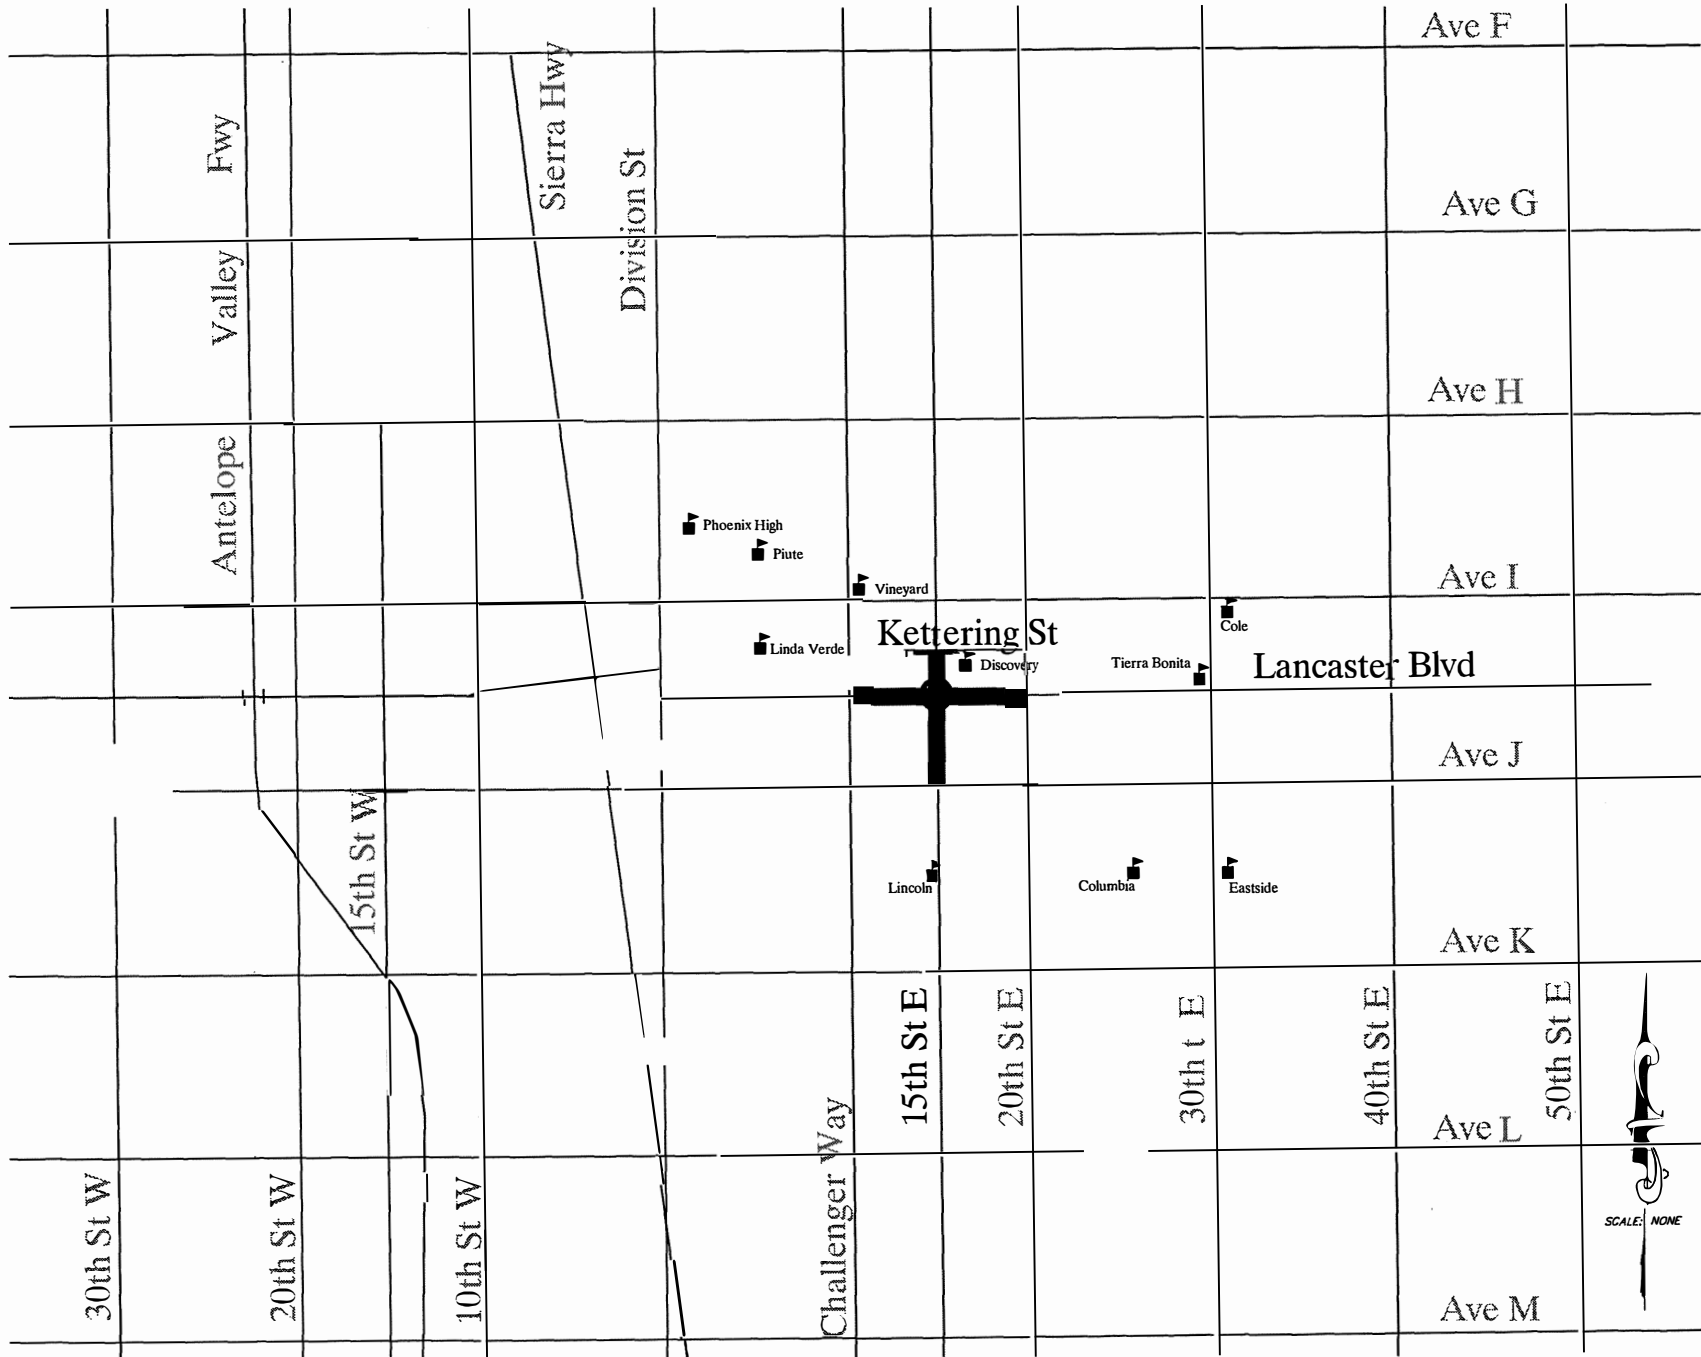 Ave F
Sierra Hwy
Fwy
Division St
Ave G
Valley
Ave H
Antelope
Phoenix High
Piute
Ave I
Vineyard
Cole
Kettering St
Linda Verde
Discovery
Tierra Bonita
Lancaster Blvd
Ave J
15th St W
Lincoln
Columbia
Eastside
Ave K
15th St E
20th St E
30th t E
40th St E
50th St E
Ave L
Challenger Way
30th St W
20th St W
10th St W
SCALE: NONE
Ave M